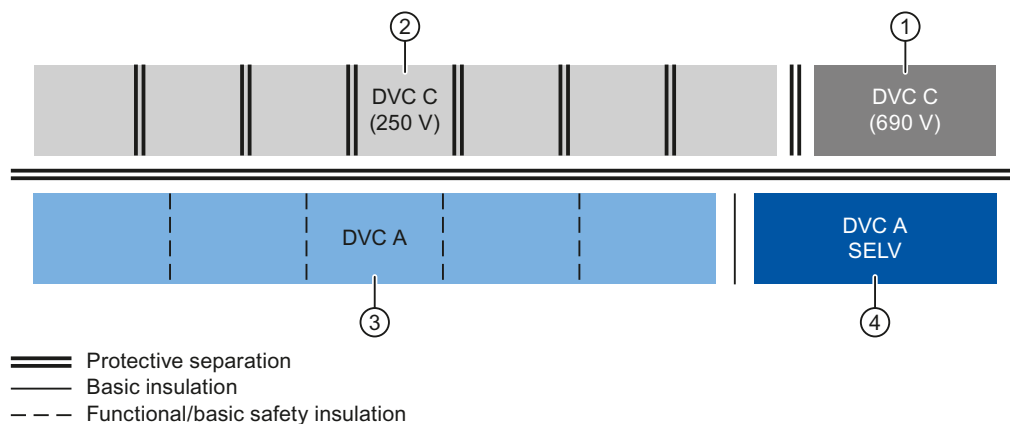 2
1
DVC C
(250 V)
DVC C
(690 V)
DVC A
DVC A
SELV
3
4
Protective separation
Basic insulation
Functional/basic safety insulation